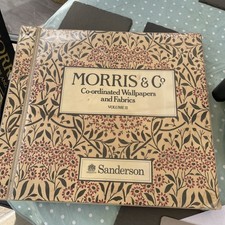 MORRIS & Co
Co-ordinated Wallpapers
and Fabrics
VOLUME II
Sanderson